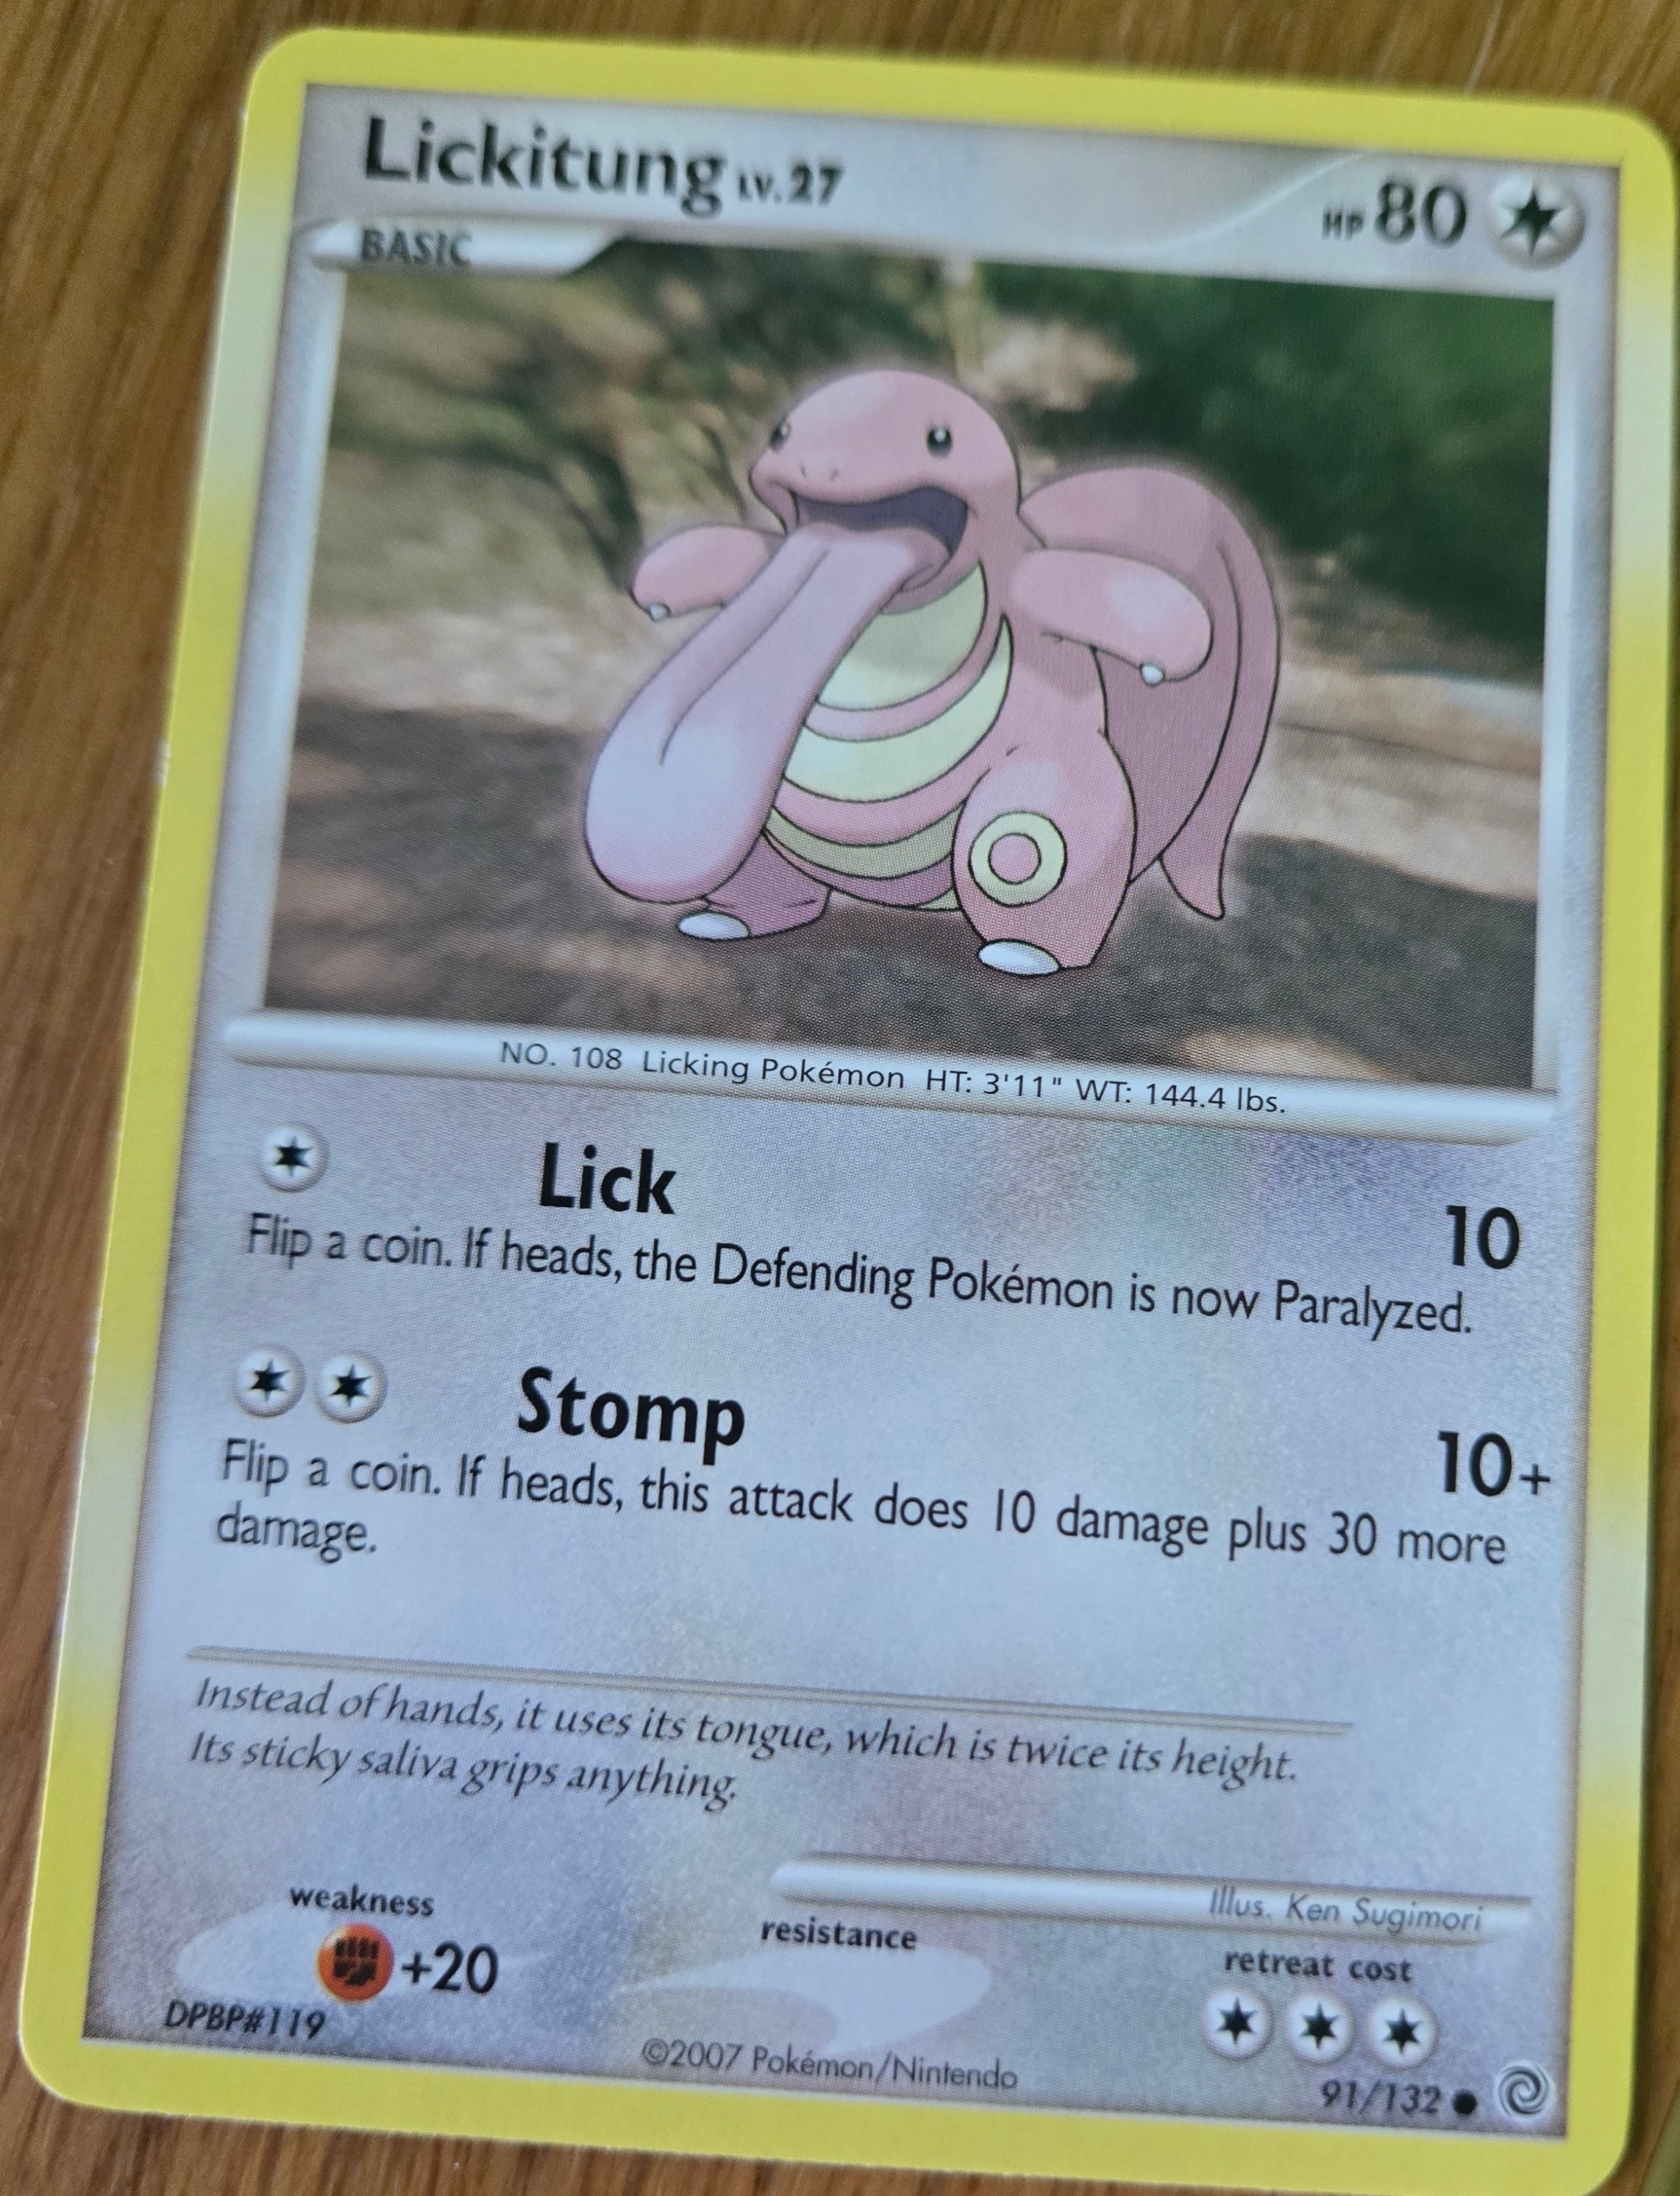 Lickitung LV.27
HP 80
BASIC
NO. 108 Licking Pokémon HT: 3'11" WT: 144.4 lbs.
Lick 10
Flip a coin. If heads, the Defending Pokémon is now Paralyzed.
Stomp 10+
Flip a coin. If heads, this attack does 10 damage plus 30 more
damage.
Instead of hands, it uses its tongue, which is twice its height.
Its sticky saliva grips anything.
Illus. Ken Sugimori
weakness resistance retreat cost
+20
DPBP#119
©2007 Pokémon/Nintendo
91/132